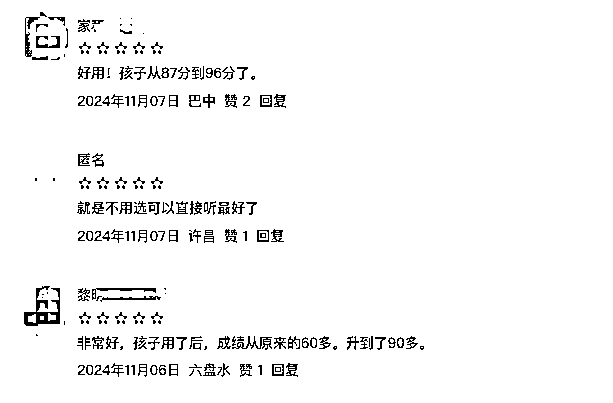 ☆☆☆☆☆
好用！孩子从87分到96分了。
2024年11月07日 巴中 赞 2 回复
匿名
☆☆☆☆☆
就是不用选可以直接听最好了
2024年11月07日 许昌 赞 1 回复
黎明
☆☆☆☆☆
非常好，孩子用了后，成绩从原来的60多。升到了90多。
2024年11月06日 六盘水 赞 1 回复